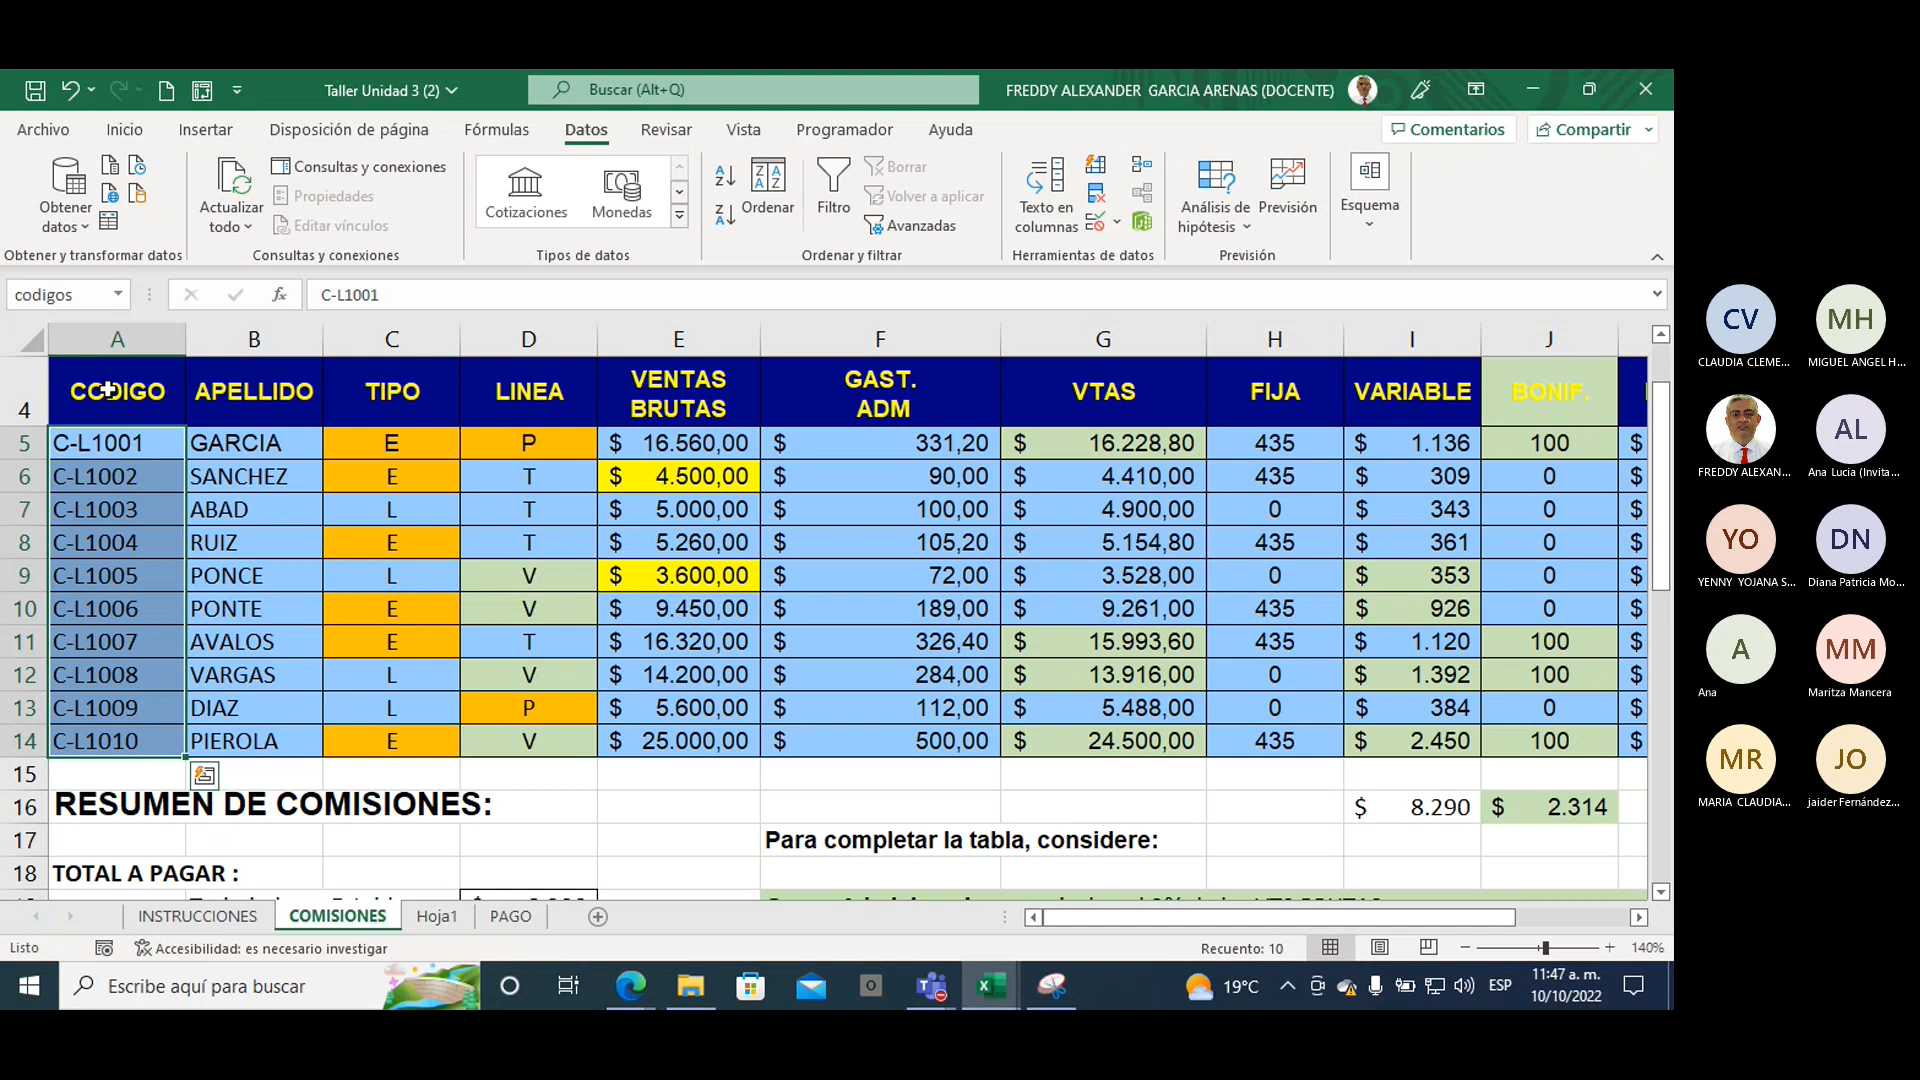 Taller Unidad 3 (2)
Buscar (Alt+Q)
FREDDY ALEXANDER GARCIA ARENAS (DOCENTE)
Archivo Inicio Insertar Disposición de página Fórmulas Datos Revisar Vista Programador Ayuda
Comentarios Compartir
Obtener datos
Obtener y transformar datos
Actualizar todo
Consultas y conexiones
Propiedades
Editar vínculos
Consultas y conexiones
Cotizaciones Monedas
Tipos de datos
Ordenar
Filtro
Borrar
Volver a aplicar
Avanzadas
Ordenar y filtrar
Texto en columnas
Herramientas de datos
Análisis de hipótesis
Previsión
Previsión
Esquema
codigos
fx
C-L1001
A B C D E F G H I J
4 CODIGO APELLIDO TIPO LINEA VENTAS BRUTAS GAST. ADM VTAS FIJA VARIABLE BONIF.
5 C-L1001 GARCIA E P $ 16.560,00 $ 331,20 $ 16.228,80 435 $ 1.136 100 $
6 C-L1002 SANCHEZ E T $ 4.500,00 $ 90,00 $ 4.410,00 435 $ 309 0 $
7 C-L1003 ABAD L T $ 5.000,00 $ 100,00 $ 4.900,00 0 $ 343 0 $
8 C-L1004 RUIZ E T $ 5.260,00 $ 105,20 $ 5.154,80 435 $ 361 0 $
9 C-L1005 PONCE L V $ 3.600,00 $ 72,00 $ 3.528,00 0 $ 353 0 $
10 C-L1006 PONTE E V $ 9.450,00 $ 189,00 $ 9.261,00 435 $ 926 0 $
11 C-L1007 AVALOS E T $ 16.320,00 $ 326,40 $ 15.993,60 435 $ 1.120 100 $
12 C-L1008 VARGAS L V $ 14.200,00 $ 284,00 $ 13.916,00 0 $ 1.392 100 $
13 C-L1009 DIAZ L P $ 5.600,00 $ 112,00 $ 5.488,00 0 $ 384 0 $
14 C-L1010 PIEROLA E V $ 25.000,00 $ 500,00 $ 24.500,00 435 $ 2.450 100 $
15
16 RESUMEN DE COMISIONES: $ 8.290 $ 2.314
17 Para completar la tabla, considere:
18 TOTAL A PAGAR :
INSTRUCCIONES COMISIONES Hoja1 PAGO
Listo
Accesibilidad: es necesario investigar
Recuento: 10
140%
Escribe aquí para buscar
19°C
ESP
11:47 a. m.
10/10/2022
CV MH
CLAUDIA CLEME... MIGUEL ANGEL H...
AL
FREDDY ALEXAN... Ana Lucia (Invita...
YO DN
YENNY YOJANA S... Diana Patricia Mo...
A MM
Ana Maritza Mancera
MR JO
MARIA CLAUDIA... jaider Fernández...